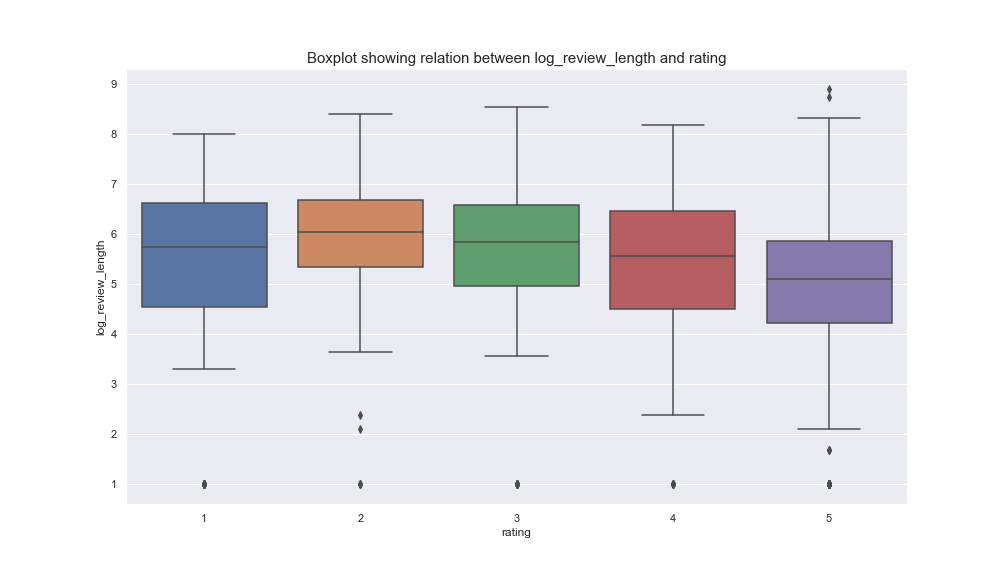 Boxplot showing relation between log_review_length and rating
9
8
7
6
5
4
3
2
1
log_review_length
1 2 3 4 5
rating